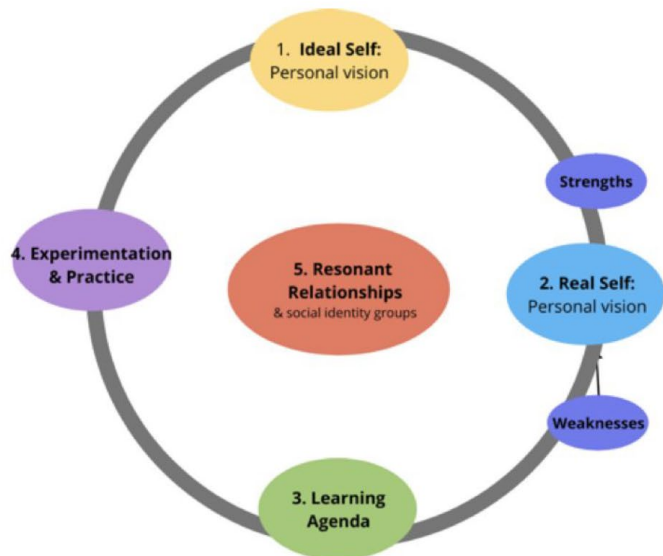 1. Ideal Self:
Personal vision
Strengths
2. Real Self:
Personal vision
Weaknesses
3. Learning
Agenda
4. Experimentation
& Practice
5. Resonant
Relationships
& social identity groups